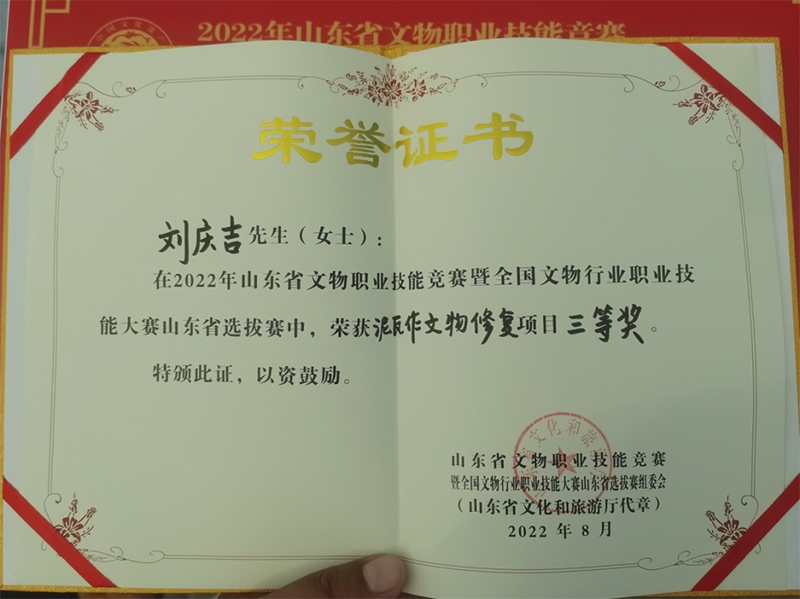 2022年山东省文物职业技能竞赛
荣誉证书
刘庆吉先生（女士）：
在2022年山东省文物职业技能竞赛暨全国文物行业职业技
能大赛山东省选拔赛中，荣获泥瓦作文物修复项目三等奖。
特颁此证，以资鼓励。
山东省文物职业技能竞赛
暨全国文物行业职业技能大赛山东省选拔赛组委会
（山东省文化和旅游厅代章）
2022 年 8 月